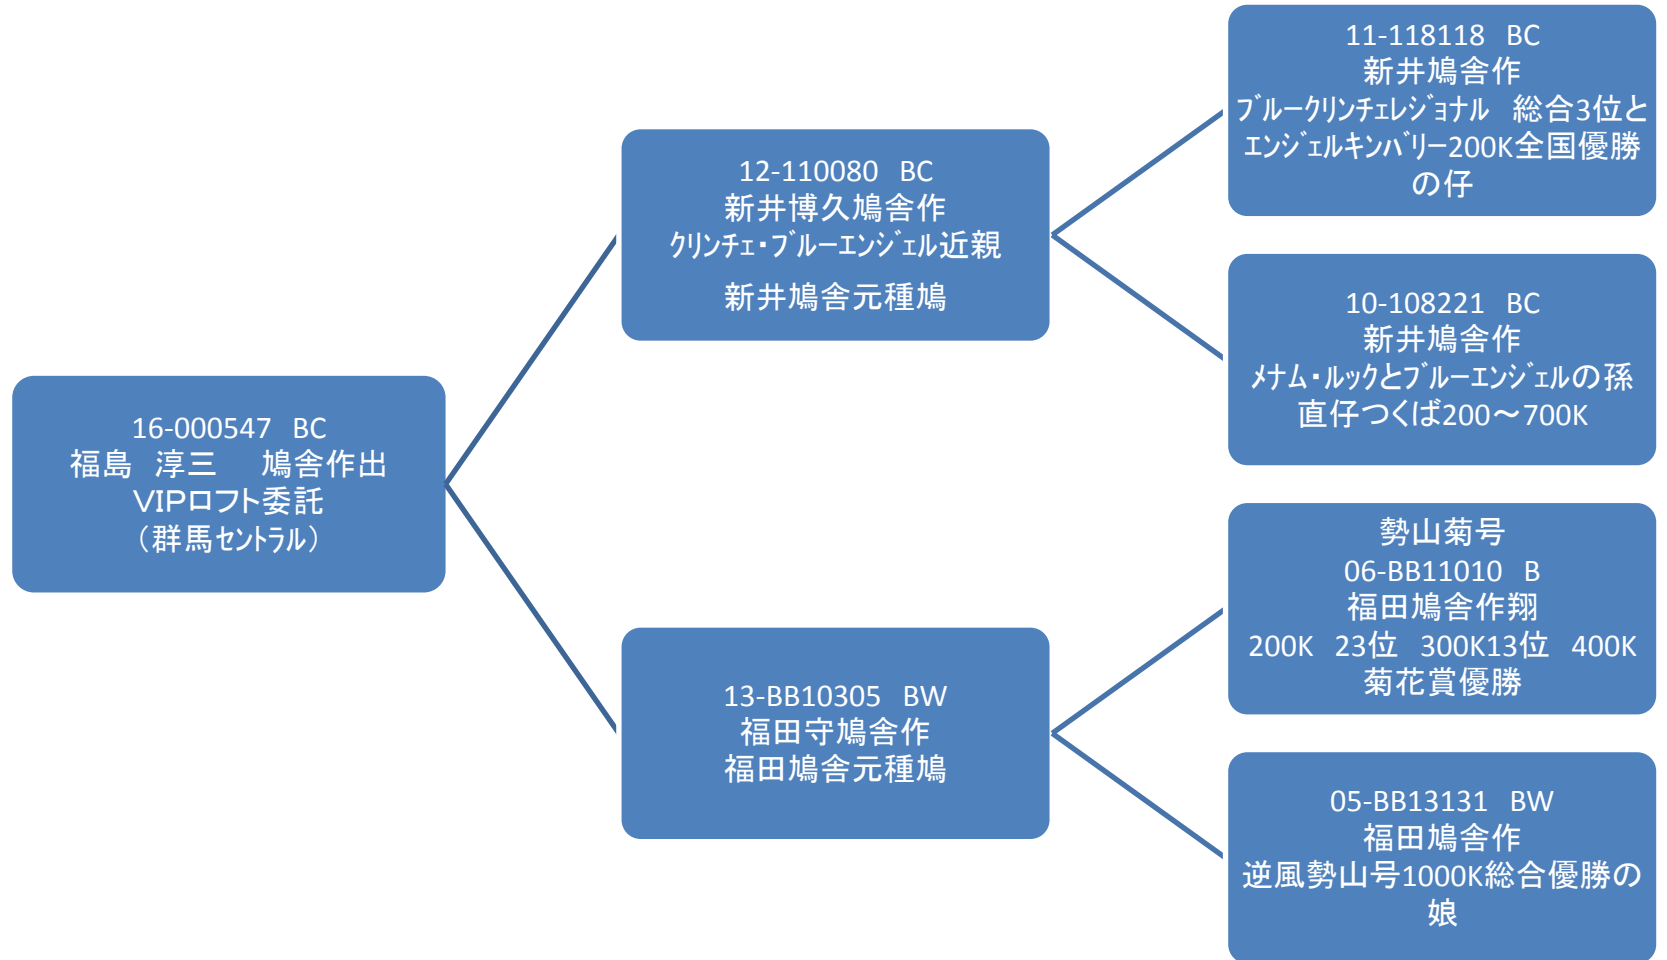 16-000547 BC
福島 淳三 鳩舎作出
VIPロフト委託
（群馬ｾﾝﾄﾗﾙ）
12-110080 BC
新井博久鳩舎作
ｸﾘﾝﾁｪ･ﾌﾞﾙｰｴﾝｼﾞｪﾙ近親
新井鳩舎元種鳩
13-BB10305 BW
福田守鳩舎作
福田鳩舎元種鳩
11-118118 BC
新井鳩舎作
ﾌﾞﾙｰｸﾘﾝﾁｪﾚｼﾞｮﾅﾙ 総合3位と
ｴﾝｼﾞｪﾙｷﾝﾊﾞﾘｰ200K全国優勝
の仔
10-108221 BC
新井鳩舎作
ﾒﾅﾑ･ﾙｯｸとﾌﾞﾙｰｴﾝｼﾞｪﾙの孫
直仔つくば200～700K
勢山菊号
06-BB11010 B
福田鳩舎作翔
200K 23位 300K13位 400K
菊花賞優勝
05-BB13131 BW
福田鳩舎作
逆風勢山号1000K総合優勝の
娘